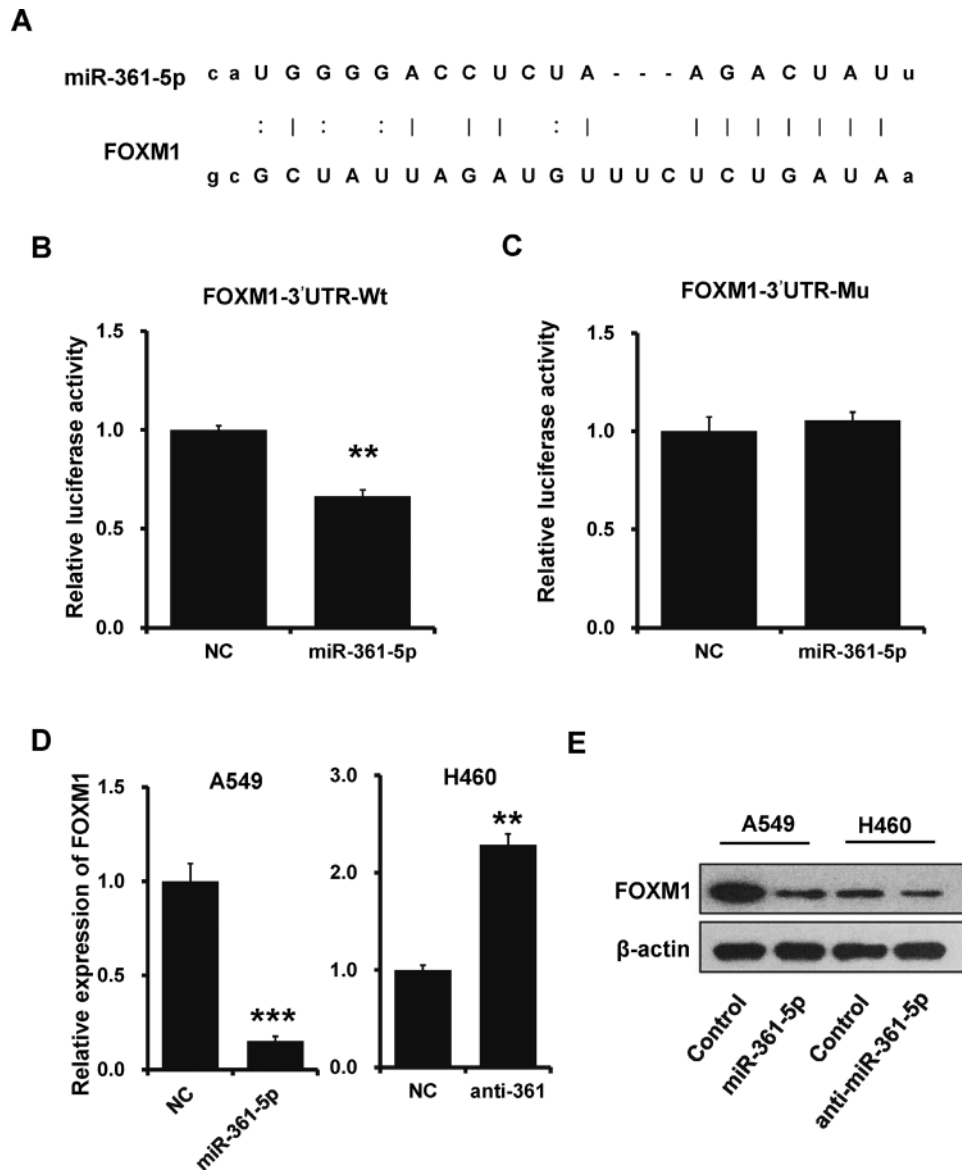 A
miR-361-5p c a U G G G G A C C U C U A - - - A G A C U A U u
: | : : | | | : | | | | | | | |
FOXM1
g c G C U A U U A G A U G U U U C U C U G A U A a
B
FOXM1-3'UTR-Wt
Relative luciferase activity
1.5
1.0
0.5
0.0
**
NC miR-361-5p
C
FOXM1-3'UTR-Mu
Relative luciferase activity
1.5
1.0
0.5
0.0
NC miR-361-5p
D
Relative expression of FOXM1
A549
1.5
1.0
0.5
0.0
***
NC
miR-361-5p
H460
3.0
2.0
1.0
0.0
**
NC anti-361
E
A549 H460
FOXM1
β-actin
Control
miR-361-5p
Control
anti-miR-361-5p